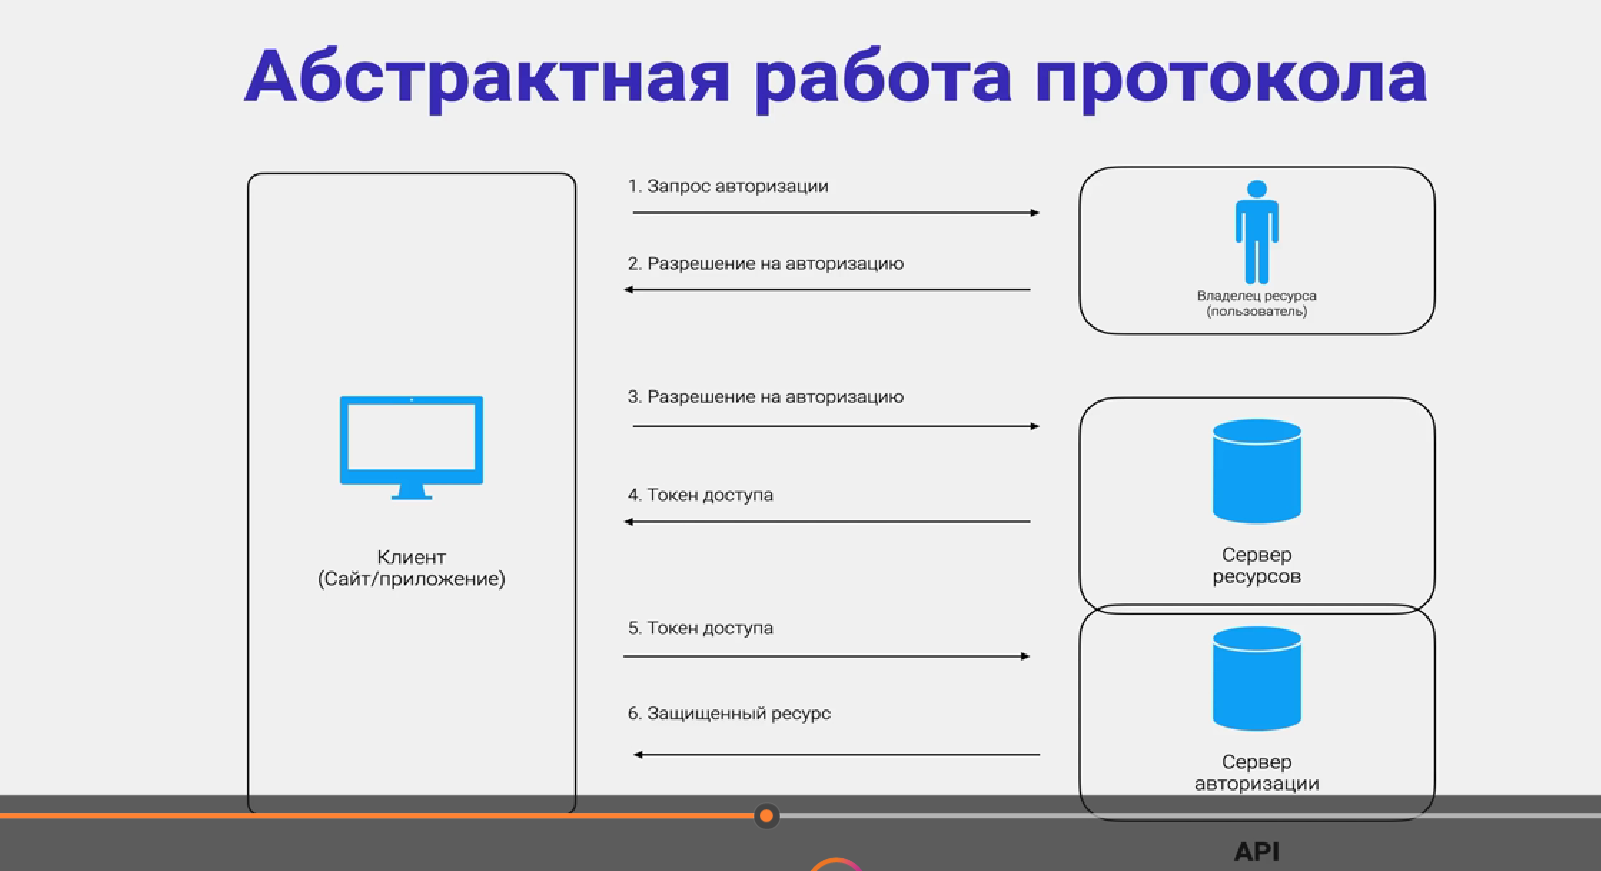 Абстрактная работа протокола
1. Запрос авторизации
2. Разрешение на авторизацию
Владелец ресурса
(пользователь)
3. Разрешение на авторизацию
4. Токен доступа
Клиент
(Сайт/приложение)
Сервер
ресурсов
5. Токен доступа
6. Защищенный ресурс
Сервер
авторизации
API